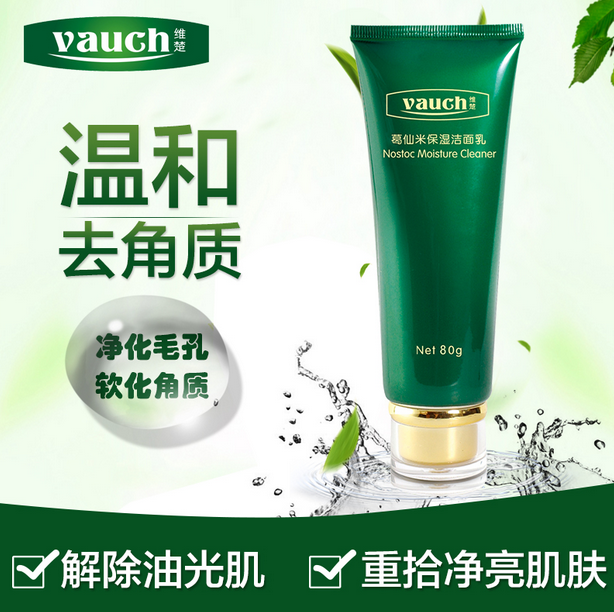 vauch 维楚
温和
去角质
净化毛孔
软化角质
vauch 维楚
葛仙米保湿洁面乳
Nostoc Moisture Cleaner
Net 80g
解除油光肌
重拾净亮肌肤